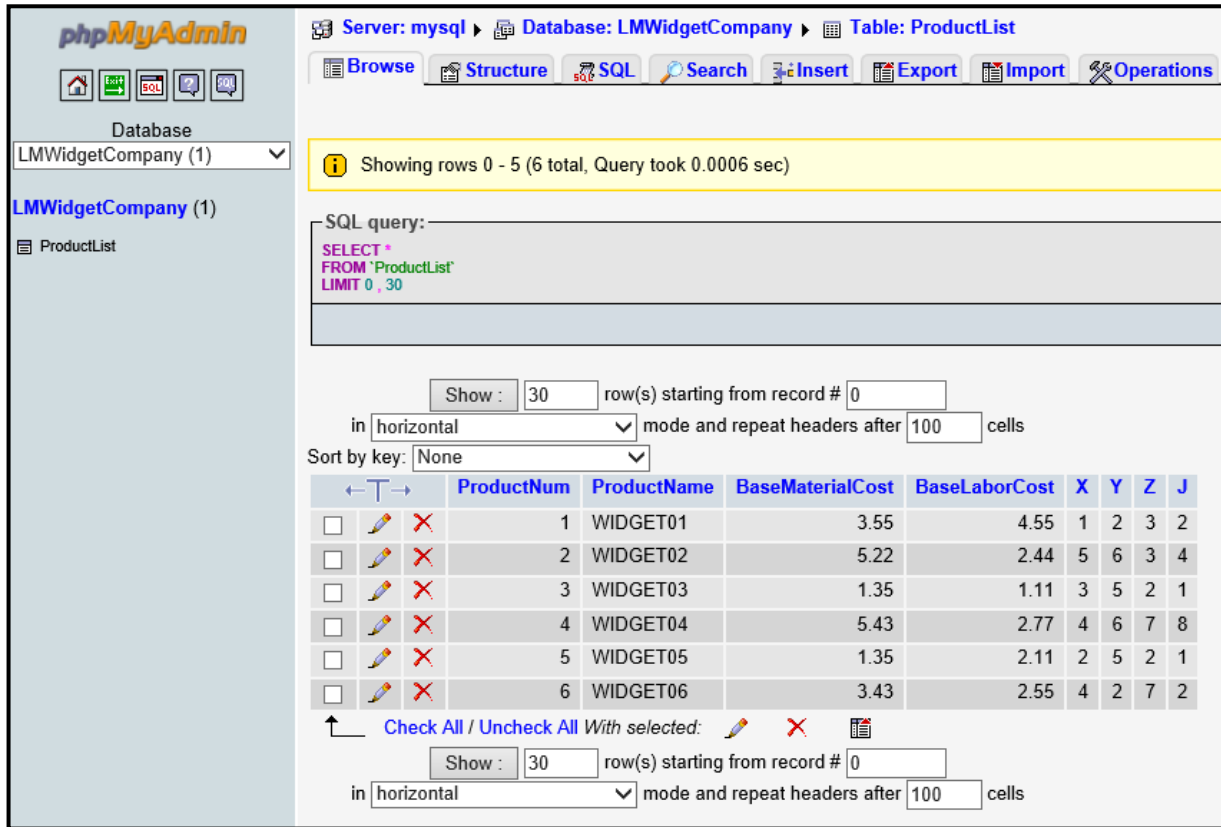 phpMyAdmin
Database
LMWidgetCompany (1)
LMWidgetCompany (1)
ProductList
Server: mysql Database: LMWidgetCompany Table: ProductList
Browse Structure SQL Search Insert Export Import Operations
Showing rows 0 - 5 (6 total, Query took 0.0006 sec)
SQL query:
SELECT *
FROM `ProductList`
LIMIT 0 , 30
Show : 30 row(s) starting from record # 0
in horizontal mode and repeat headers after 100 cells
Sort by key: None
←T→ ProductNum ProductName BaseMaterialCost BaseLaborCost X Y Z J
1 WIDGET01 3.55 4.55 1 2 3 2
2 WIDGET02 5.22 2.44 5 6 3 4
3 WIDGET03 1.35 1.11 3 5 2 1
4 WIDGET04 5.43 2.77 4 6 7 8
5 WIDGET05 1.35 2.11 2 5 2 1
6 WIDGET06 3.43 2.55 4 2 7 2
Check All / Uncheck All With selected:
Show : 30 row(s) starting from record # 0
in horizontal mode and repeat headers after 100 cells